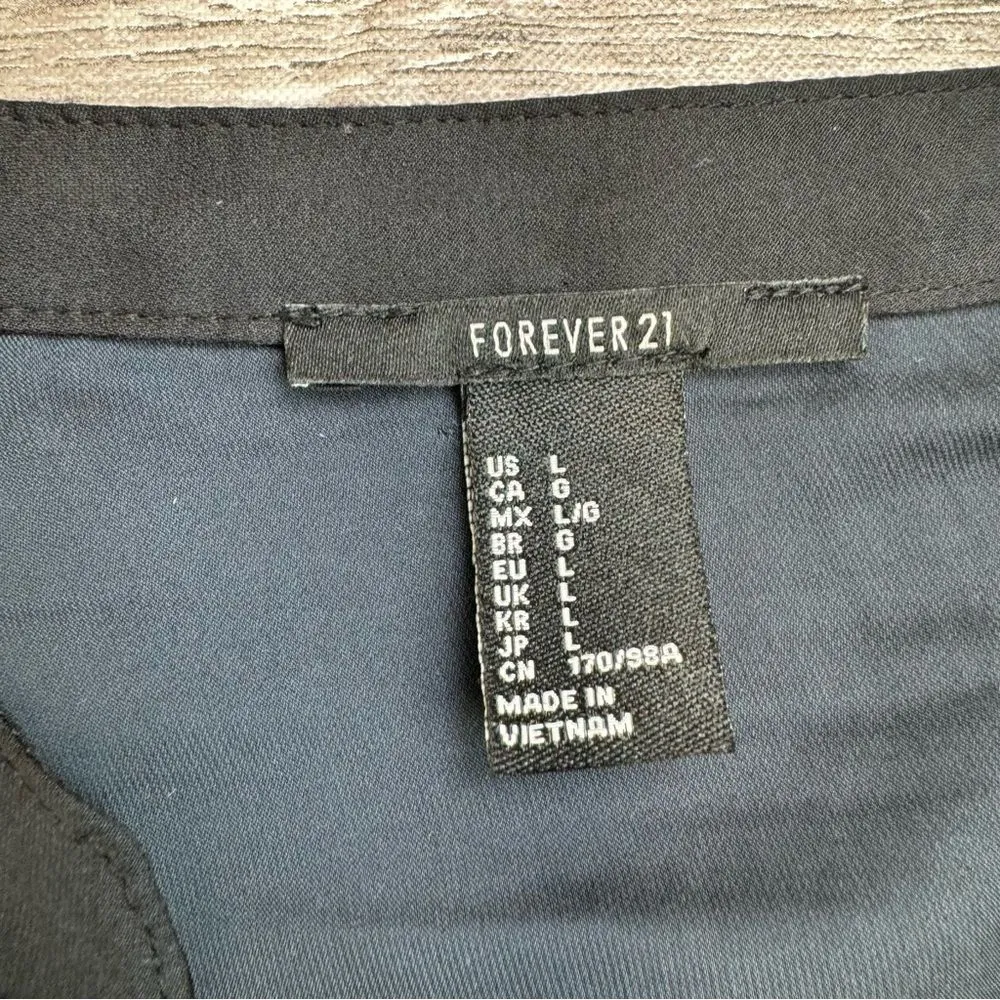 FOREVER 21
US L
CA G
MX L/G
BR G
EU L
UK L
KR L
JP L
CN 170/98A
MADE IN
VIETNAM